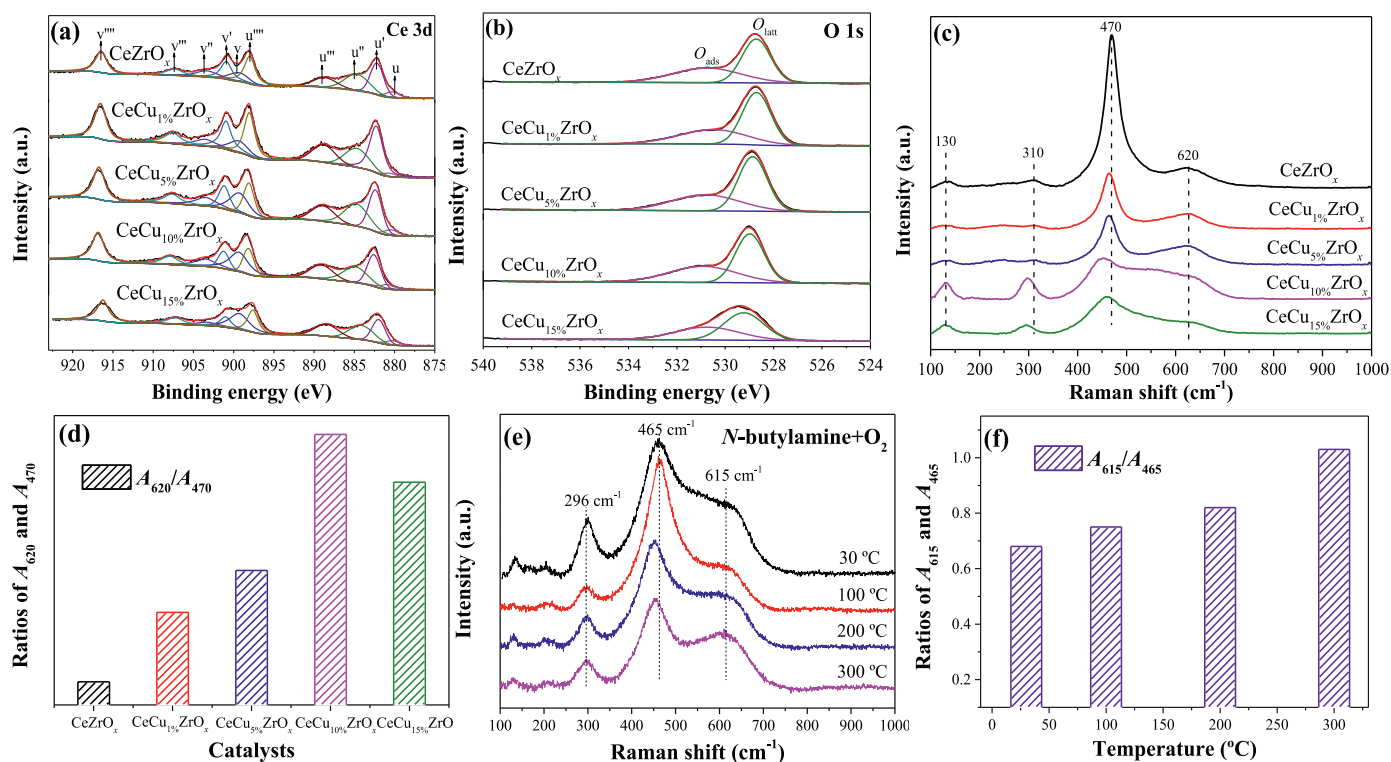 (a)
Ce 3d
v'''' v''' v'' v' v u'''' u''' u'' u' u
CeZrOx
CeCu1%ZrOx
CeCu5%ZrOx
CeCu10%ZrOx
CeCu15%ZrOx
Intensity (a.u.)
920 915 910 905 900 895 890 885 880 875
Binding energy (eV)
(b)
O 1s
Olatt
Oads
CeZrOx
CeCu1%ZrOx
CeCu5%ZrOx
CeCu10%ZrOx
CeCu15%ZrOx
Intensity (a.u.)
540 538 536 534 532 530 528 526 524
Binding energy (eV)
(c)
470
130 310 620
CeZrOx
CeCu1%ZrOx
CeCu5%ZrOx
CeCu10%ZrOx
CeCu15%ZrOx
Intensity (a.u.)
100 200 300 400 500 600 700 800 900 1000
Raman shift (cm-1)
(d)
A620/A470
Ratios of A620 and A470
CeZrOx CeCu1%ZrOx CeCu5%ZrOx CeCu10%ZrOx CeCu15%ZrO
Catalysts
(e)
N-butylamine+O2
465 cm-1
615 cm-1
296 cm-1
30 ºC
100 ºC
200 ºC
300 ºC
Intensity (a.u.)
100 200 300 400 500 600 700 800 900 1000
Raman shift (cm-1)
(f)
A615/A465
Ratios of A615 and A465
1.0
0.8
0.6
0.4
0.2
0 50 100 150 200 250 300
Temperature (ºC)